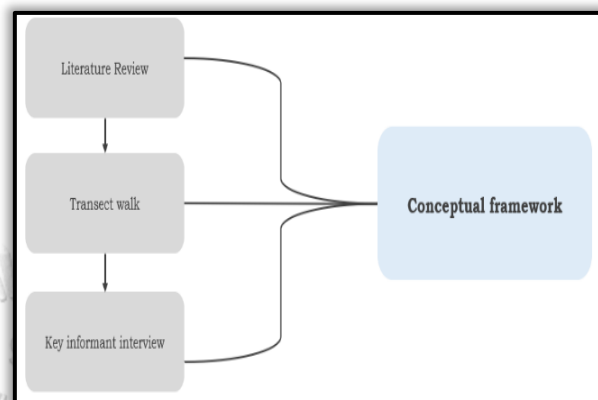 Literature Review
Transect walk
Conceptual framework
Key informant interview